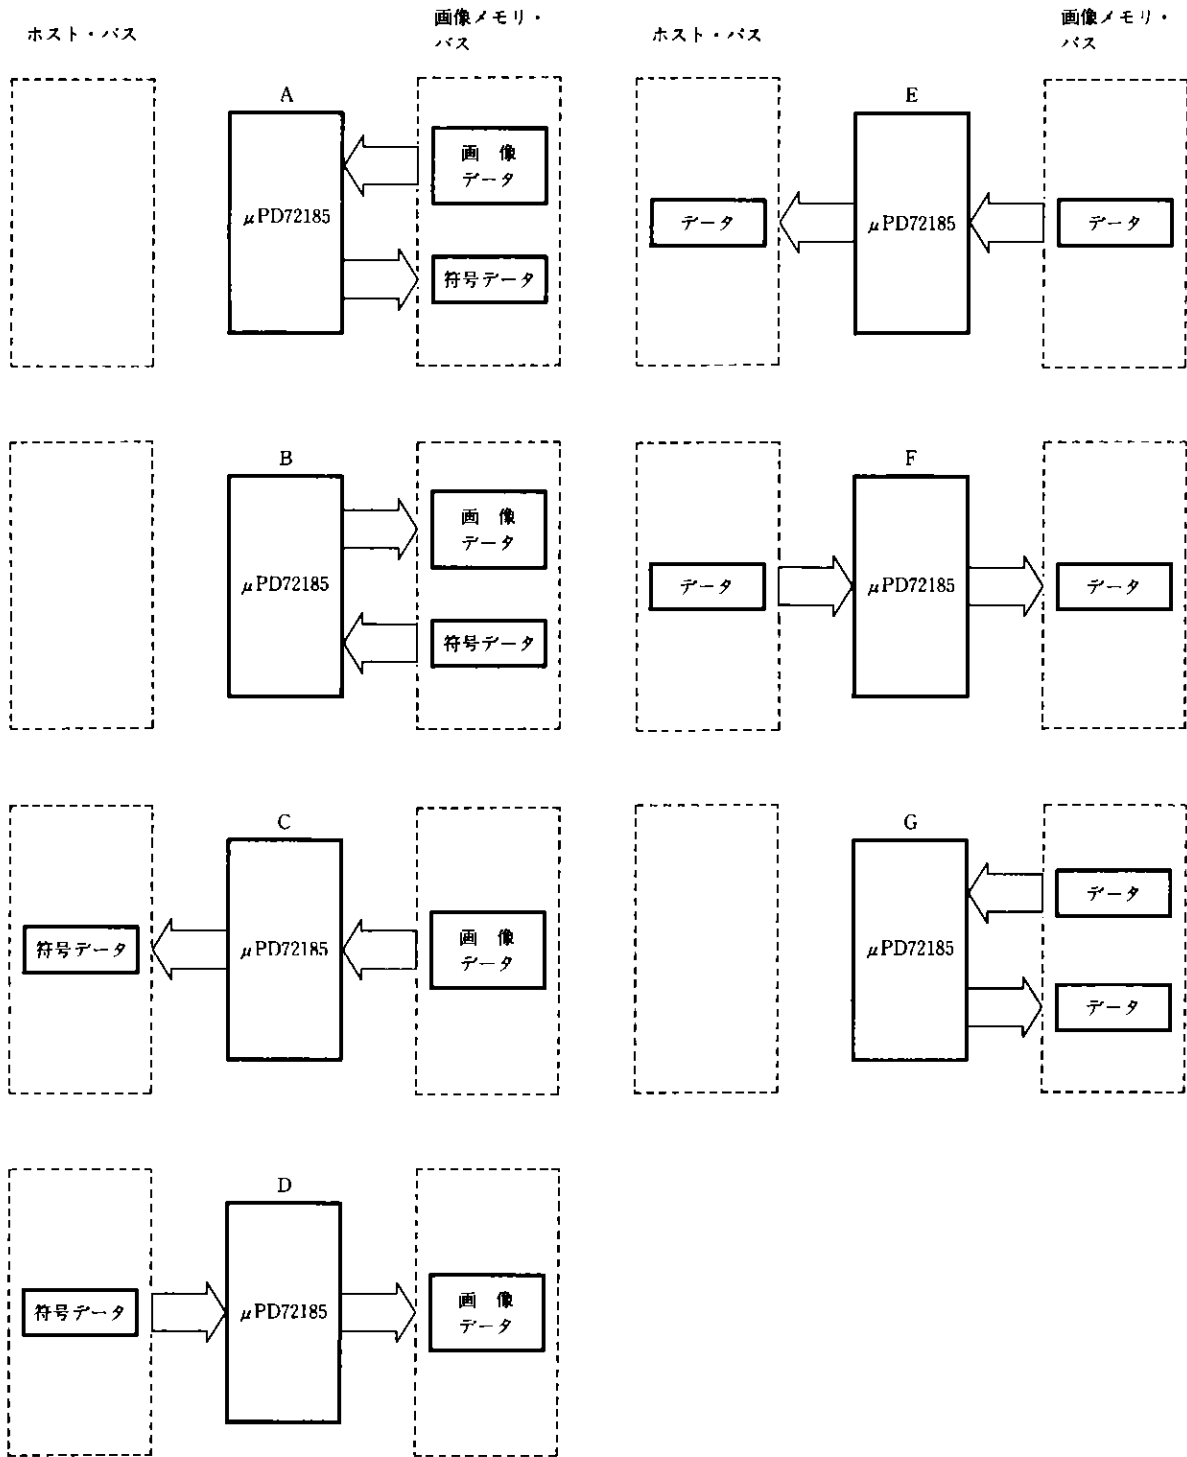 ホスト・バス
画像メモリ・
バス
A
μPD72185
画像
データ
符号データ
B
μPD72185
画像
データ
符号データ
C
符号データ
μPD72185
画像
データ
D
符号データ
μPD72185
画像
データ
ホスト・バス
画像メモリ・
バス
E
データ
μPD72185
データ
F
データ
μPD72185
データ
G
μPD72185
データ
データ